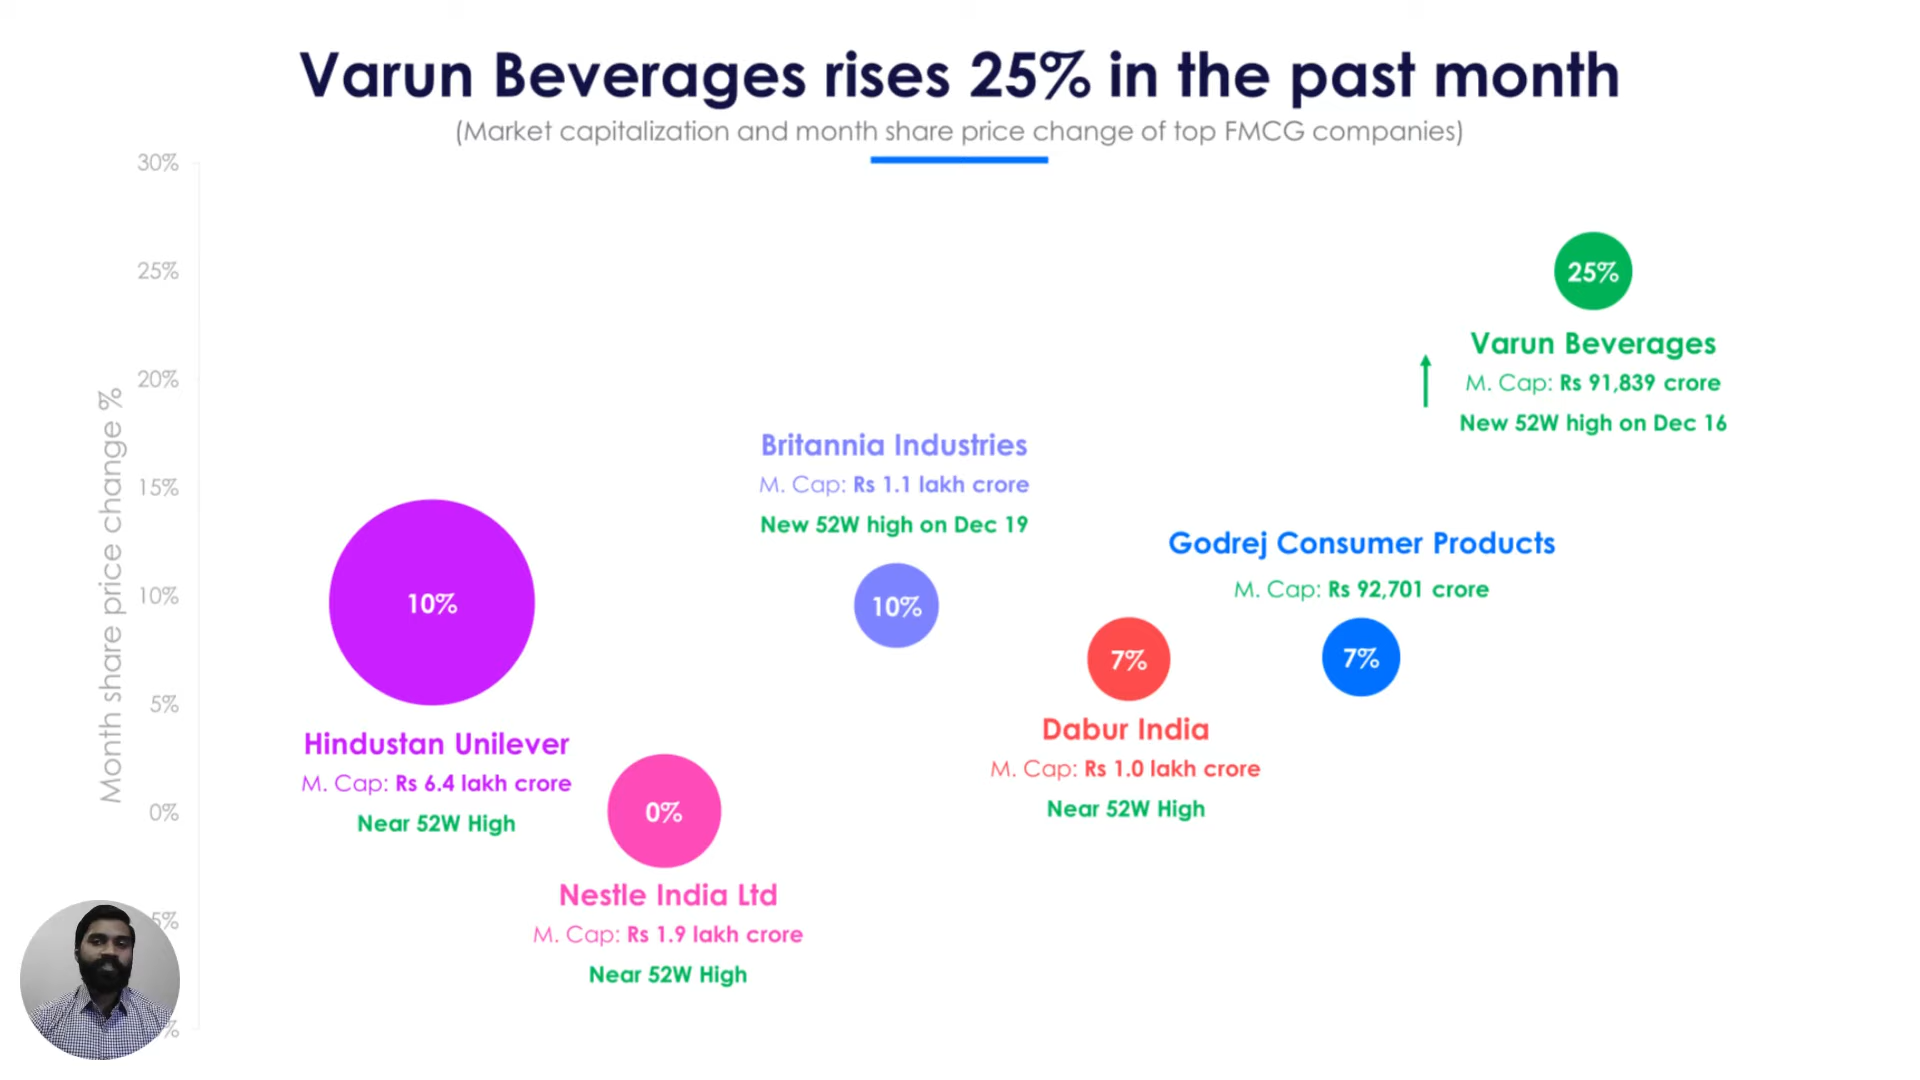 Varun Beverages rises 25% in the past month
(Market capitalization and month share price change of top FMCG companies)
Month share price change %
30%
25%
20%
15%
10%
5%
0%
5%
%
25%
Varun Beverages
M. Cap: Rs 91,839 crore
New 52W high on Dec 16
Britannia Industries
M. Cap: Rs 1.1 lakh crore
New 52W high on Dec 19
10%
Godrej Consumer Products
M. Cap: Rs 92,701 crore
7%
10%
Hindustan Unilever
M. Cap: Rs 6.4 lakh crore
Near 52W High
7%
Dabur India
M. Cap: Rs 1.0 lakh crore
Near 52W High
0%
Nestle India Ltd
M. Cap: Rs 1.9 lakh crore
Near 52W High